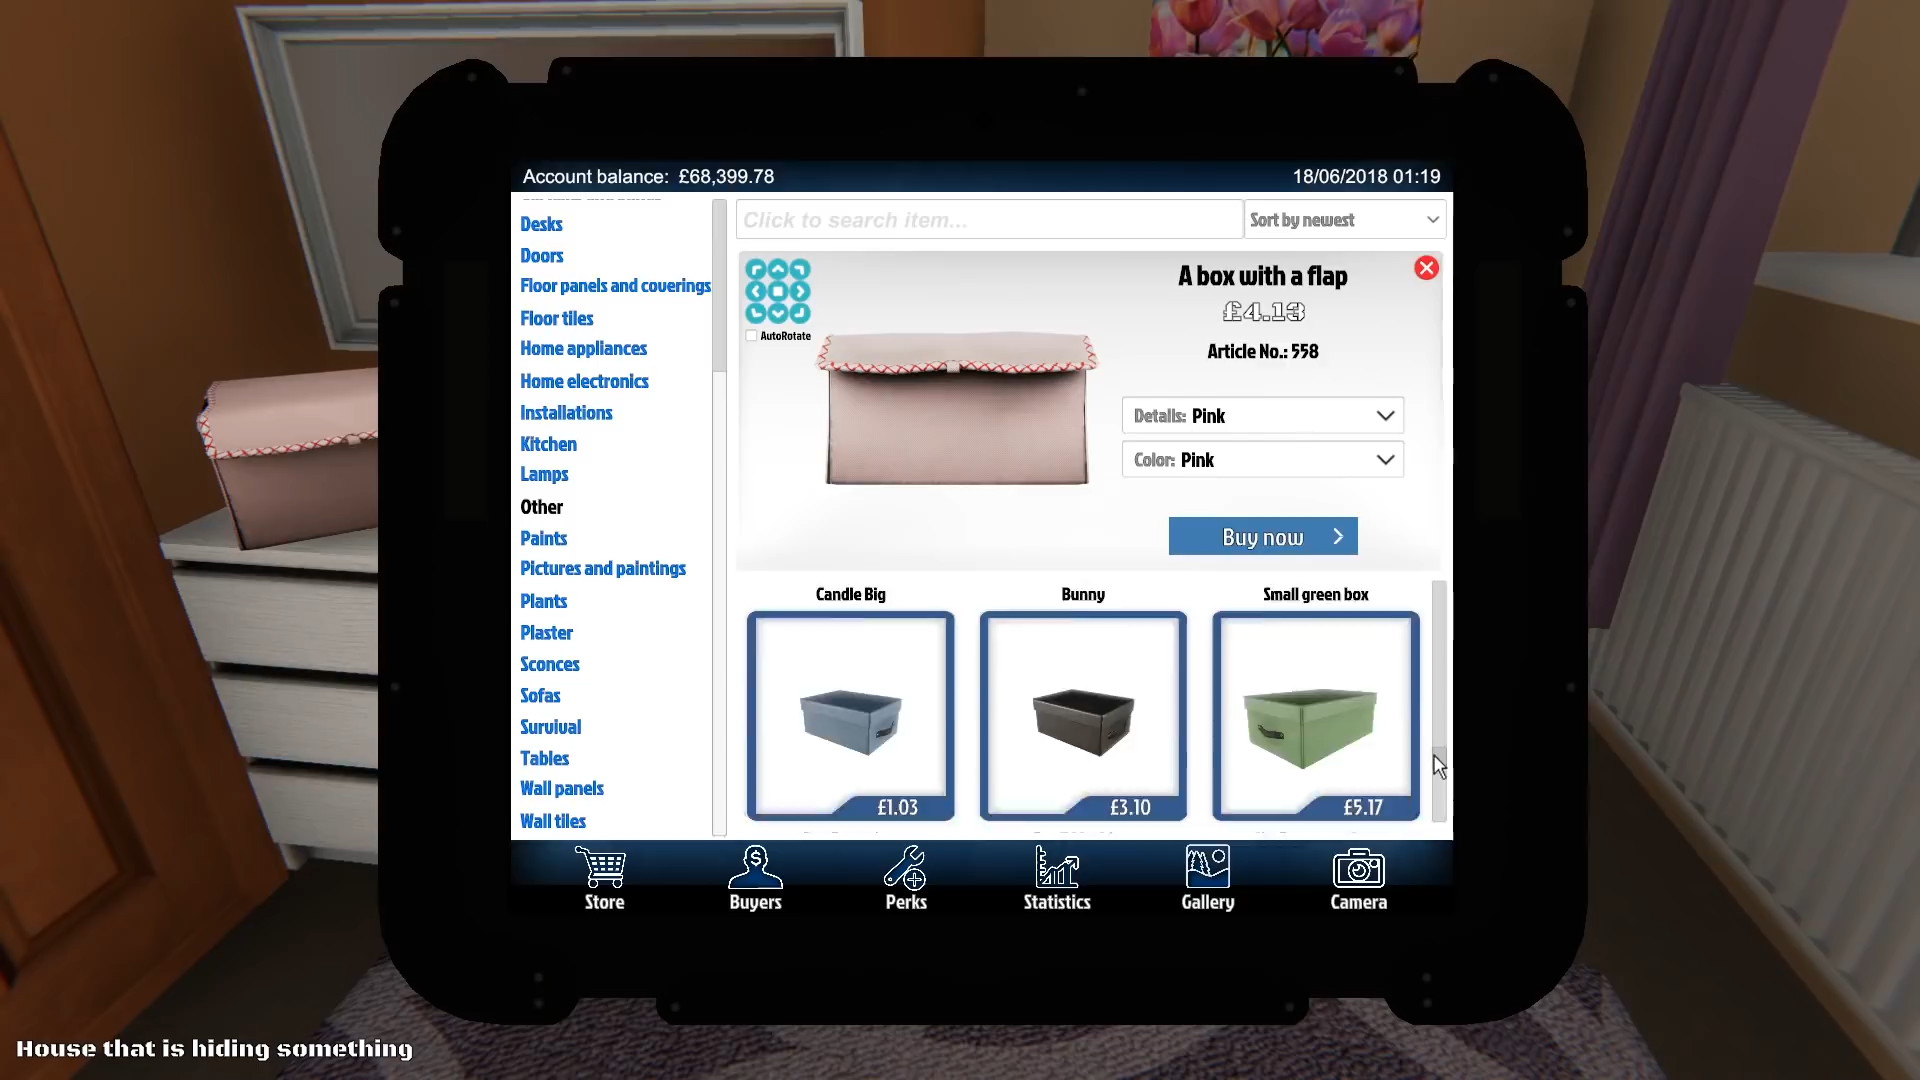 Account balance: £68,399.78
18/06/2018 01:19
Desks
Doors
Floor panels and coverings
Floor tiles
Home appliances
Home electronics
Installations
Kitchen
Lamps
Other
Paints
Pictures and paintings
Plants
Plaster
Sconces
Sofas
Survival
Tables
Wall panels
Wall tiles
Click to search item...
Sort by newest
AutoRotate
A box with a flap
£4.13
Article No.: 558
Details: Pink
Color: Pink
Buy now
Candle Big
Bunny
Small green box
£1.03
£3.10
£5.17
Store
Buyers
Perks
Statistics
Gallery
Camera
House that is hiding something